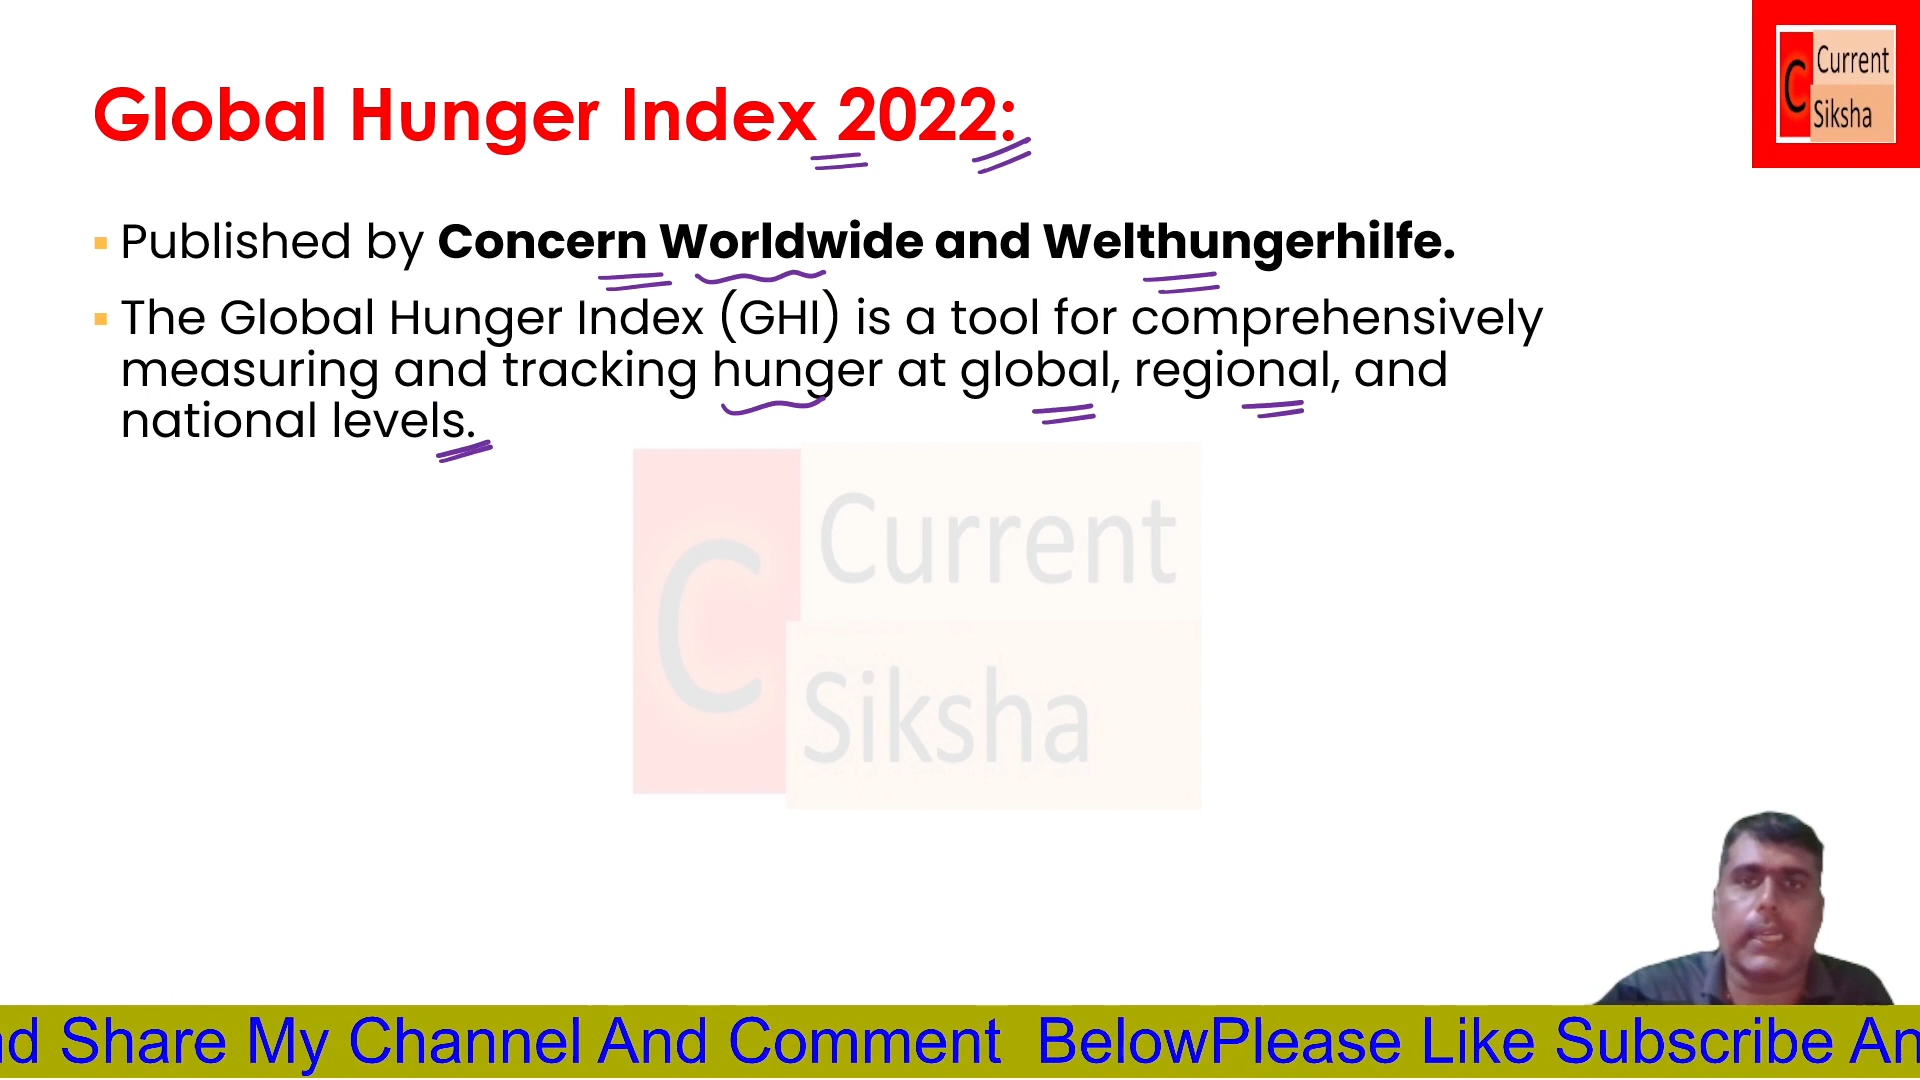 Global Hunger Index 2022:
C
Current
Siksha
▪ Published by Concern Worldwide and Welthungerhilfe.
▪ The Global Hunger Index (GHI) is a tool for comprehensively
measuring and tracking hunger at global, regional, and
national levels.
C
Current
Siksha
nd Share My Channel And Comment BelowPlease Like Subscribe An